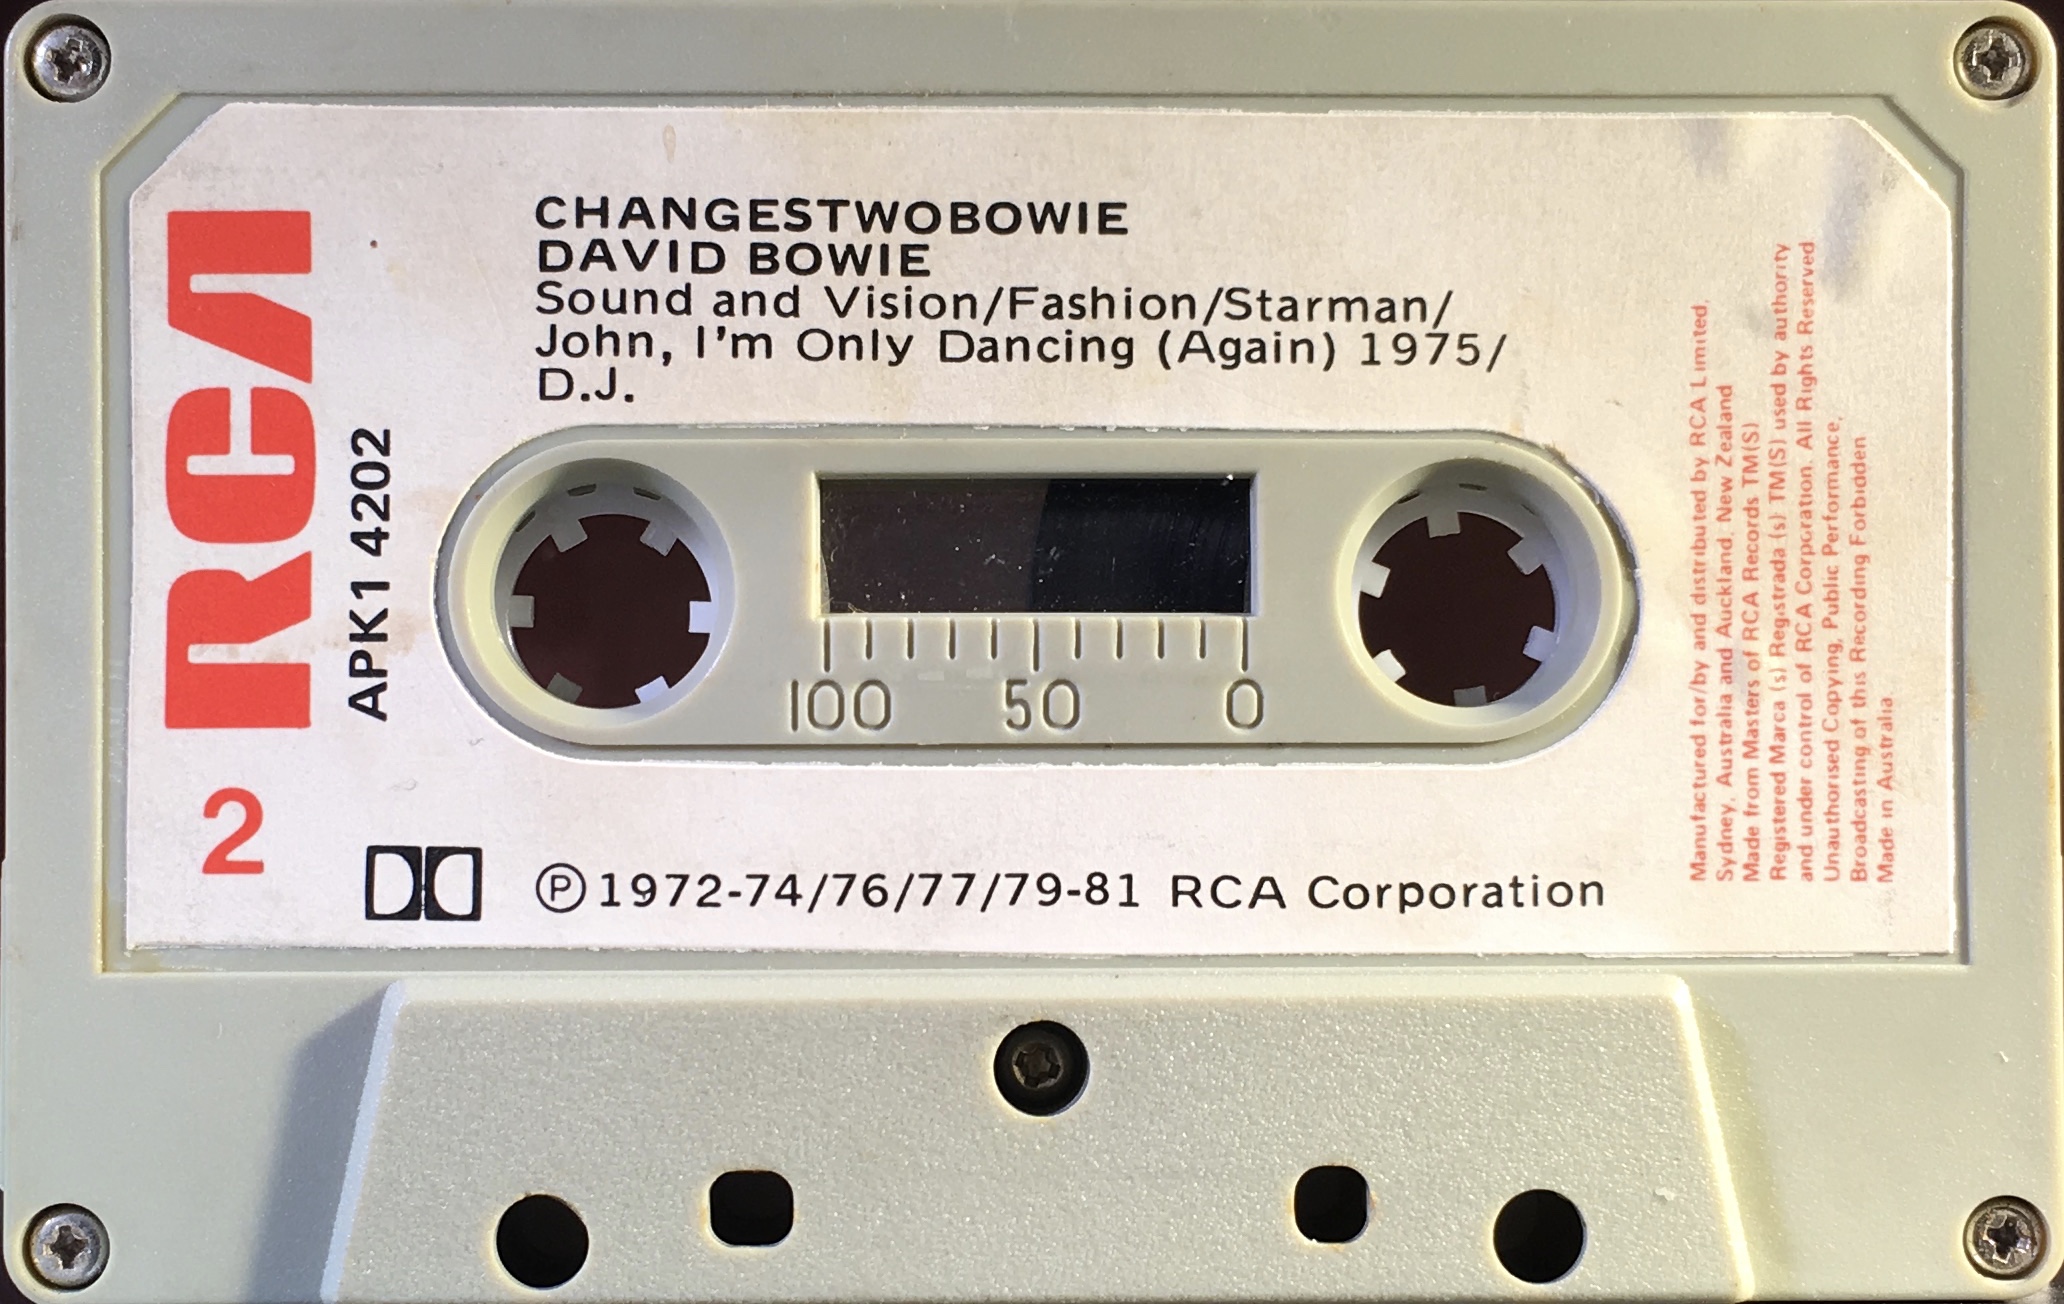 CHANGESTWOBOWIE
DAVID BOWIE
Sound and Vision/Fashion/Starman/
John, I'm Only Dancing (Again) 1975/
D.J.
RCA
APK1 4202
2
100 50 0
Ⓟ1972-74/76/77/79-81 RCA Corporation
Manufactured for/by and distributed by RCA Limited,
Sydney, Australia and Auckland, New Zealand
Made from Masters of RCA Records TM(S)
Registered Marca (s) Registrada (s) TM(S) used by authority
and under control of RCA Corporation. All Rights Reserved
Unauthorised Copying, Public Performance,
Broadcasting of this Recording Forbidden
Made in Australia